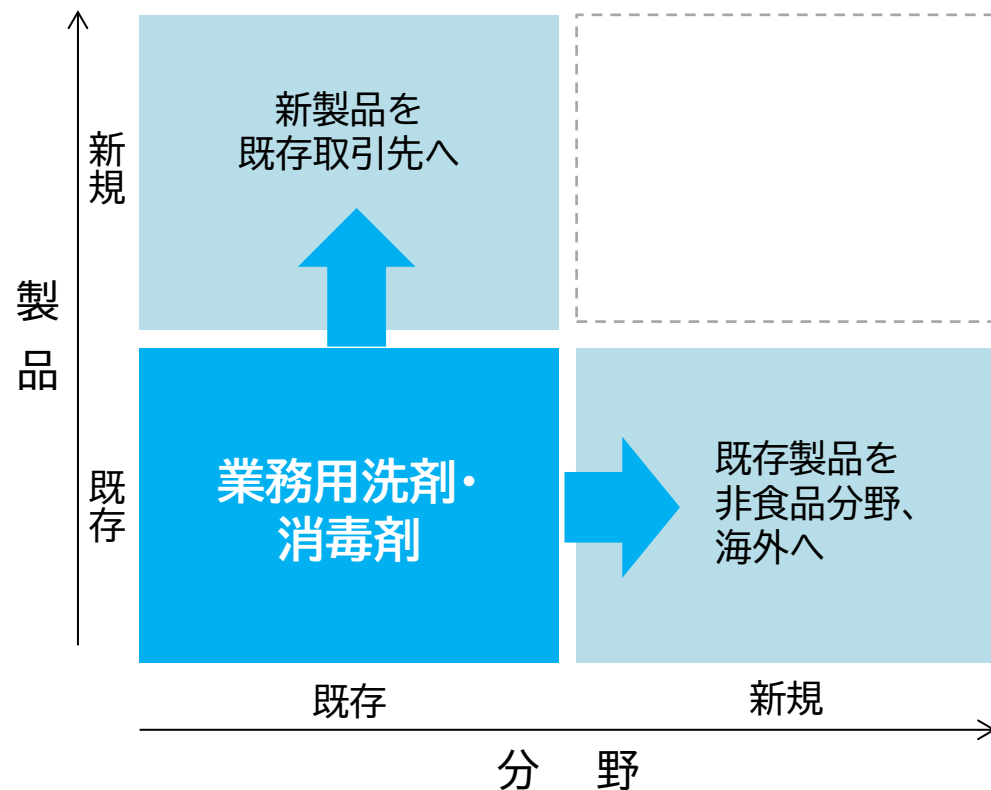 新製品を
既存取引先へ
新規
製品
業務用洗剤・
消毒剤
既存製品を
非食品分野、
海外へ
既存
既存
新規
分 野